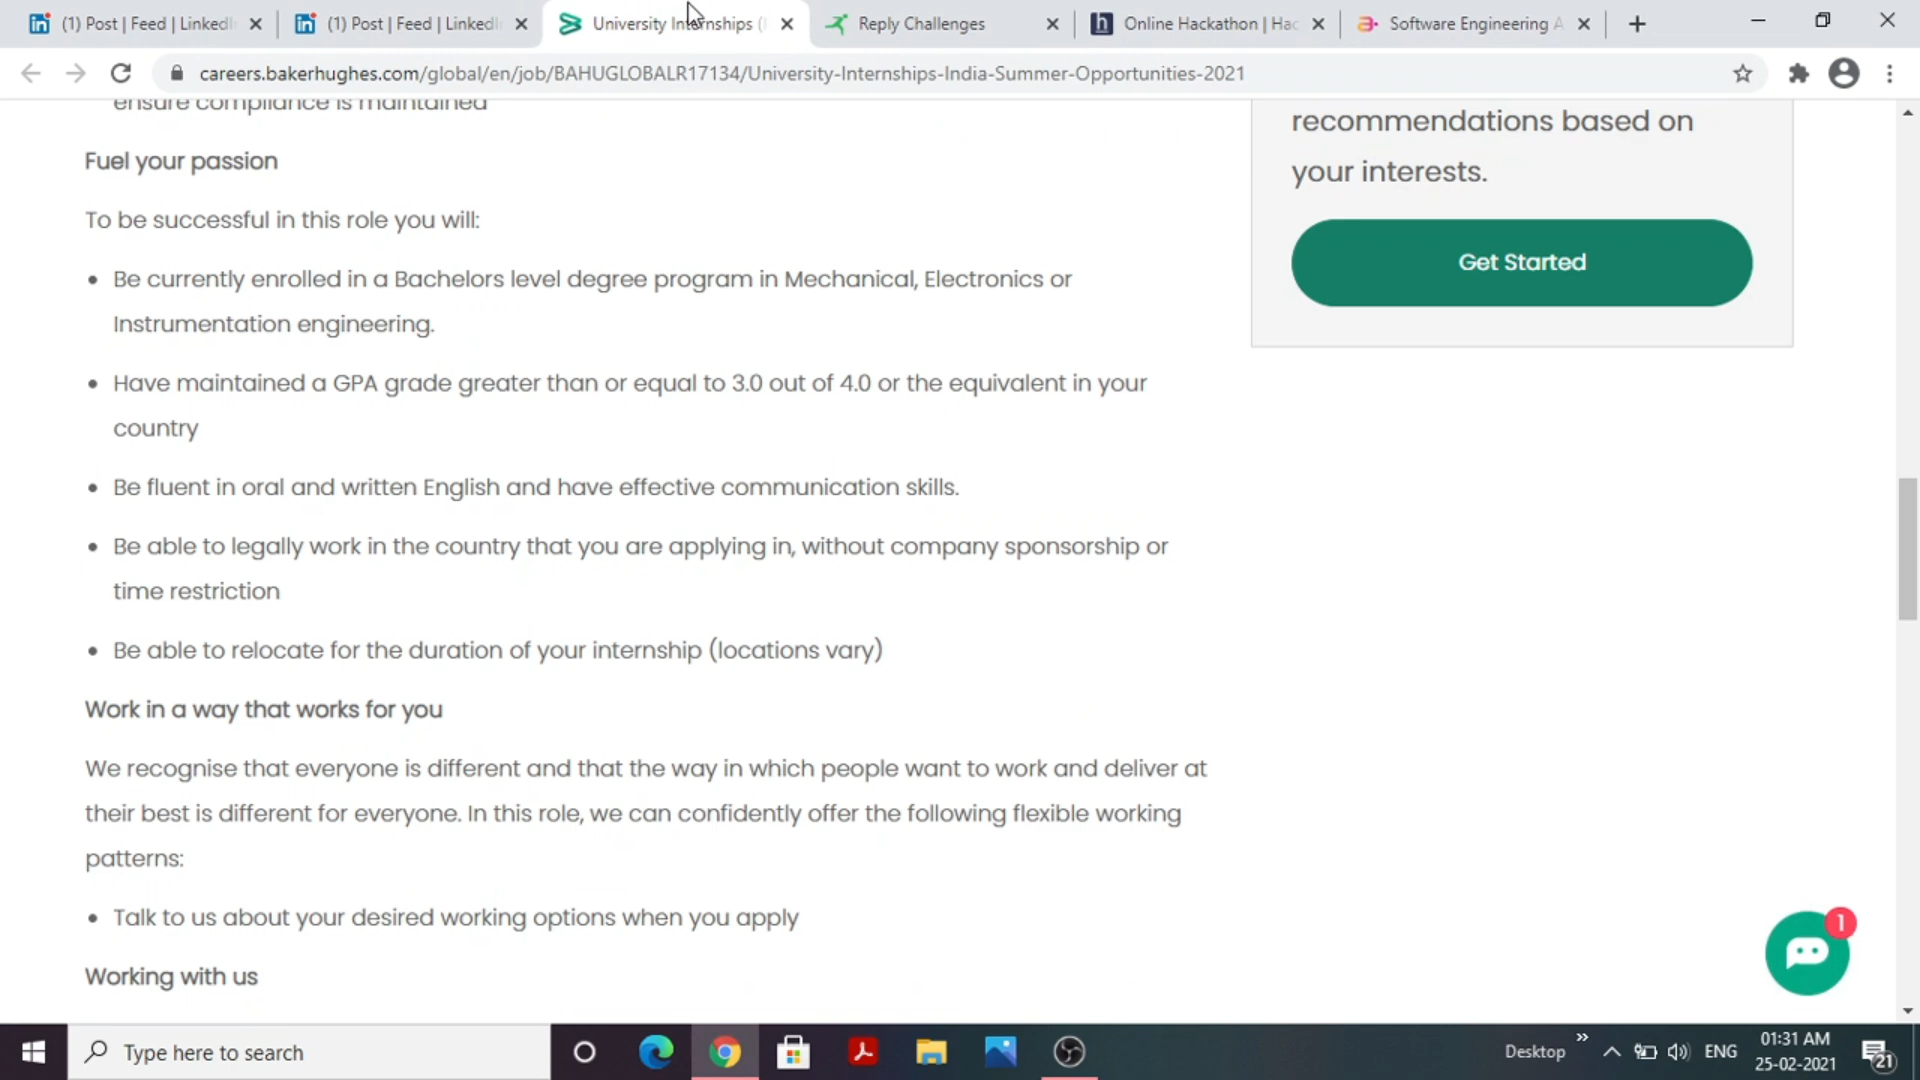 (1) Post | Feed | LinkedI
(1) Post | Feed | LinkedI
University Internships (I
Reply Challenges
Online Hackathon | Hac
Software Engineering A
careers.bakerhughes.com/global/en/job/BAHUGLOBALR17134/University-Internships-India-Summer-Opportunities-2021
ensure compliance is maintained
Fuel your passion
To be successful in this role you will:
Be currently enrolled in a Bachelors level degree program in Mechanical, Electronics or
Instrumentation engineering.
Have maintained a GPA grade greater than or equal to 3.0 out of 4.0 or the equivalent in your
country
Be fluent in oral and written English and have effective communication skills.
Be able to legally work in the country that you are applying in, without company sponsorship or
time restriction
Be able to relocate for the duration of your internship (locations vary)
Work in a way that works for you
We recognise that everyone is different and that the way in which people want to work and deliver at
their best is different for everyone. In this role, we can confidently offer the following flexible working
patterns:
Talk to us about your desired working options when you apply
Working with us
recommendations based on
your interests.
Get Started
1
Type here to search
Desktop
ENG
01:31 AM
25-02-2021
21